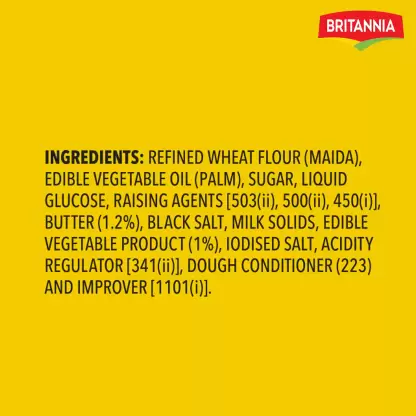 BRITANNIA
INGREDIENTS: REFINED WHEAT FLOUR (MAIDA),
EDIBLE VEGETABLE OIL (PALM), SUGAR, LIQUID
GLUCOSE, RAISING AGENTS [503(ii), 500(ii), 450(i)],
BUTTER (1.2%), BLACK SALT, MILK SOLIDS, EDIBLE
VEGETABLE PRODUCT (1%), IODISED SALT, ACIDITY
REGULATOR [341(ii)], DOUGH CONDITIONER (223)
AND IMPROVER [1101(i)].